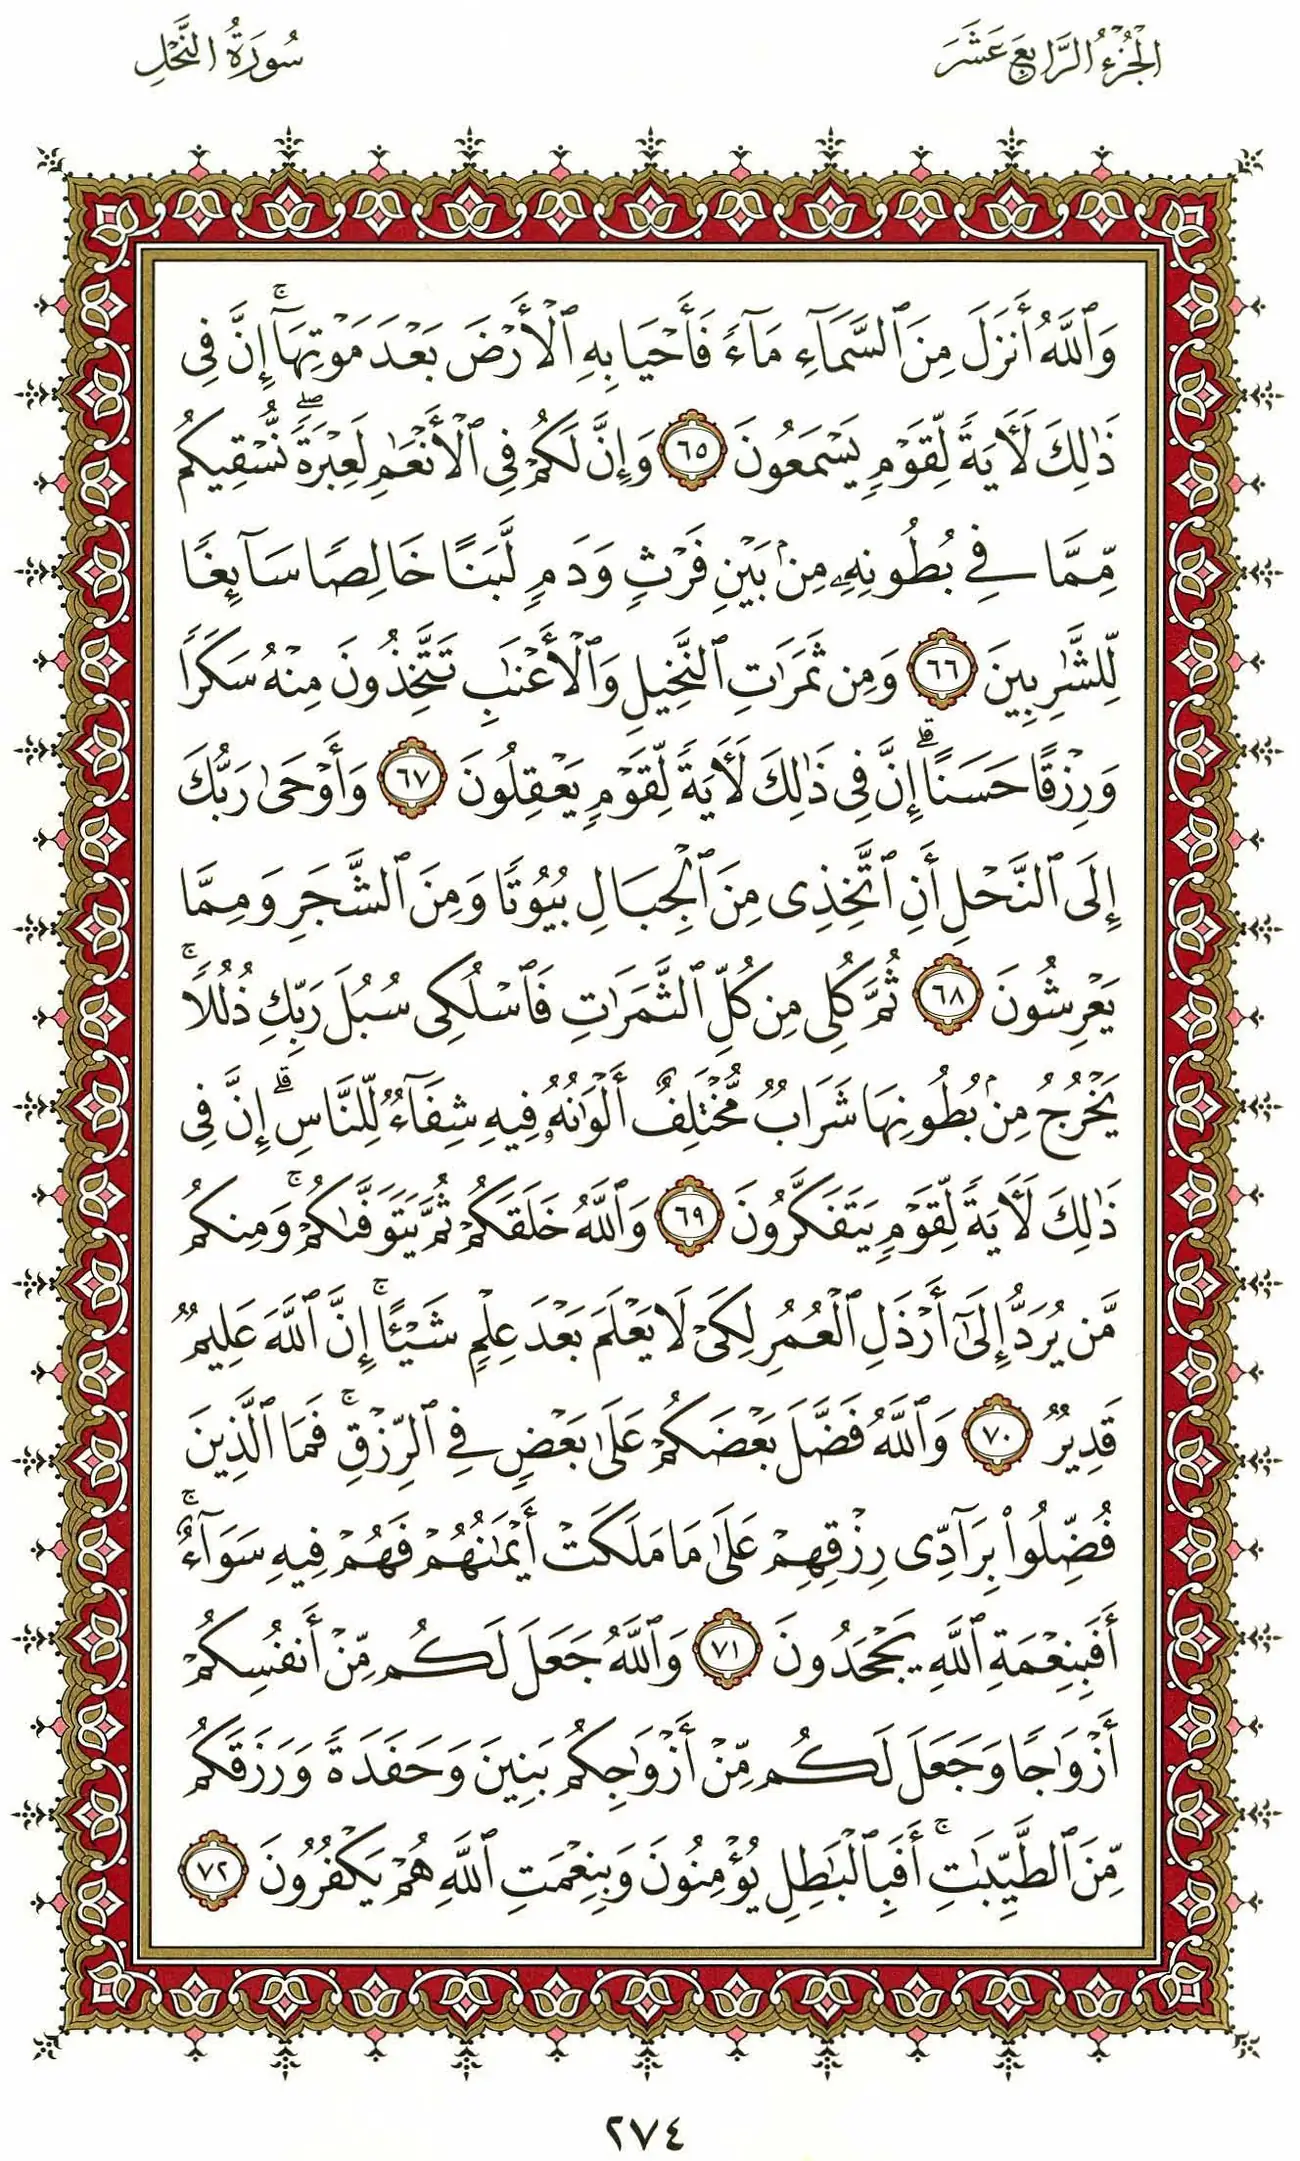 الجزء الرابع عشر
سورة النحل
وَٱللَّهُ أَنزَلَ مِنَ ٱلسَّمَآءِ مَآءً فَأَحْيَا بِهِ ٱلْأَرْضَ بَعْدَ مَوْتِهَآ ۚ إِنَّ فِى
ذَٰلِكَ لَـَٔايَةً لِّقَوْمٍ يَسْمَعُونَ ٦٥ وَإِنَّ لَكُمْ فِى ٱلْأَنْعَـٰمِ لَعِبْرَةً ۖ نُّسْقِيكُم
مِّمَّا فِى بُطُونِهِۦ مِنۢ بَيْنِ فَرْثٍ وَدَمٍ لَّبَنًا خَالِصًا سَآئِغًا
لِّلشَّـٰرِبِينَ ٦٦ وَمِن ثَمَرَٰتِ ٱلنَّخِيلِ وَٱلْأَعْنَـٰبِ تَتَّخِذُونَ مِنْهُ سَكَرًا
وَرِزْقًا حَسَنًا ۗ إِنَّ فِى ذَٰلِكَ لَـَٔايَةً لِّقَوْمٍ يَعْقِلُونَ ٦٧ وَأَوْحَىٰ رَبُّكَ
إِلَى ٱلنَّحْلِ أَنِ ٱتَّخِذِى مِنَ ٱلْجِبَالِ بُيُوتًا وَمِنَ ٱلشَّجَرِ وَمِمَّا
يَعْرِشُونَ ٦٨ ثُمَّ كُلِى مِن كُلِّ ٱلثَّمَرَٰتِ فَٱسْلُكِى سُبُلَ رَبِّكِ ذُلُلًا ۚ
يَخْرُجُ مِنۢ بُطُونِهَا شَرَابٌ مُّخْتَلِفٌ أَلْوَٰنُهُۥ فِيهِ شِفَآءٌ لِّلنَّاسِ ۗ إِنَّ فِى
ذَٰلِكَ لَـَٔايَةً لِّقَوْمٍ يَتَفَكَّرُونَ ٦٩ وَٱللَّهُ خَلَقَكُمْ ثُمَّ يَتَوَفَّىٰكُمْ ۚ وَمِنكُم
مَّن يُرَدُّ إِلَىٰٓ أَرْذَلِ ٱلْعُمُرِ لِكَىْ لَا يَعْلَمَ بَعْدَ عِلْمٍ شَيْـًٔا ۚ إِنَّ ٱللَّهَ عَلِيمٌ
قَدِيرٌ ٧٠ وَٱللَّهُ فَضَّلَ بَعْضَكُمْ عَلَىٰ بَعْضٍ فِى ٱلرِّزْقِ ۚ فَمَا ٱلَّذِينَ
فُضِّلُوا۟ بِرَآدِّى رِزْقِهِمْ عَلَىٰ مَا مَلَكَتْ أَيْمَـٰنُهُمْ فَهُمْ فِيهِ سَوَآءٌ ۚ
أَفَبِنِعْمَةِ ٱللَّهِ يَجْحَدُونَ ٧١ وَٱللَّهُ جَعَلَ لَكُم مِّنْ أَنفُسِكُمْ
أَزْوَٰجًا وَجَعَلَ لَكُم مِّنْ أَزْوَٰجِكُم بَنِينَ وَحَفَدَةً وَرَزَقَكُم
مِّنَ ٱلطَّيِّبَـٰتِ ۚ أَفَبِٱلْبَـٰطِلِ يُؤْمِنُونَ وَبِنِعْمَتِ ٱللَّهِ هُمْ يَكْفُرُونَ ٧٢
٢٧٤